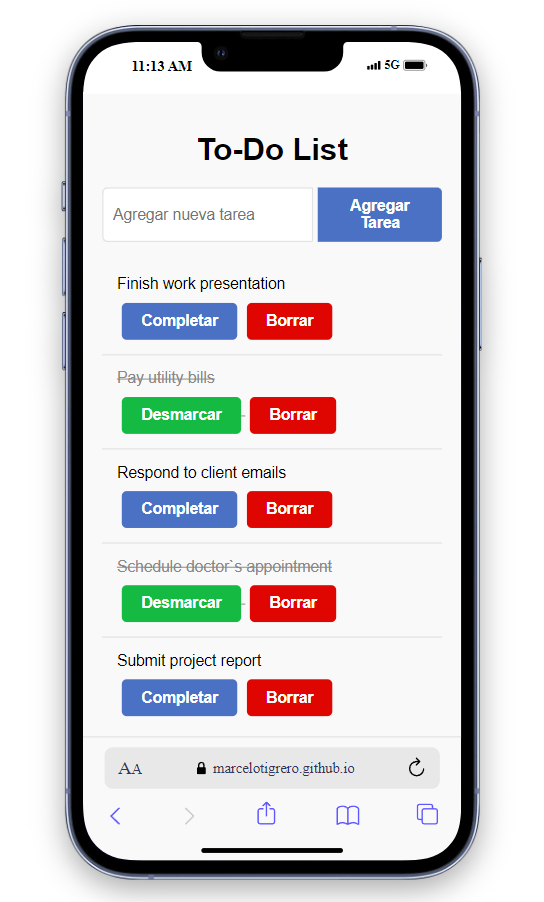 11:13 AM
5G
To-Do List
Agregar nueva tarea
Agregar
Tarea
Finish work presentation
Completar Borrar
Pay utility bills
Desmarcar Borrar
Respond to client emails
Completar Borrar
Schedule doctor`s appointment
Desmarcar Borrar
Submit project report
Completar Borrar
AA marcelotigrero.github.io